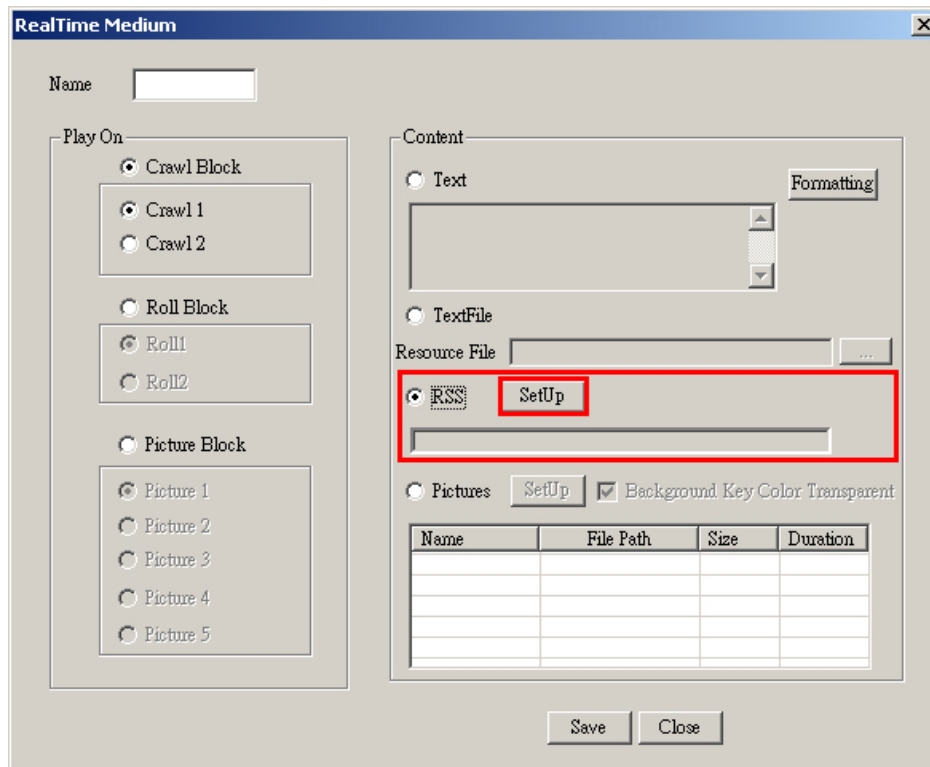 RealTime Medium
Name
Play On
Crawl Block
Crawl 1
Crawl 2
Roll Block
Roll1
Roll2
Picture Block
Picture 1
Picture 2
Picture 3
Picture 4
Picture 5
Content
Text
Formatting
TextFile
Resource File ...
RSS SetUp
Pictures SetUp Background Key Color Transparent
Name File Path Size Duration
Save Close